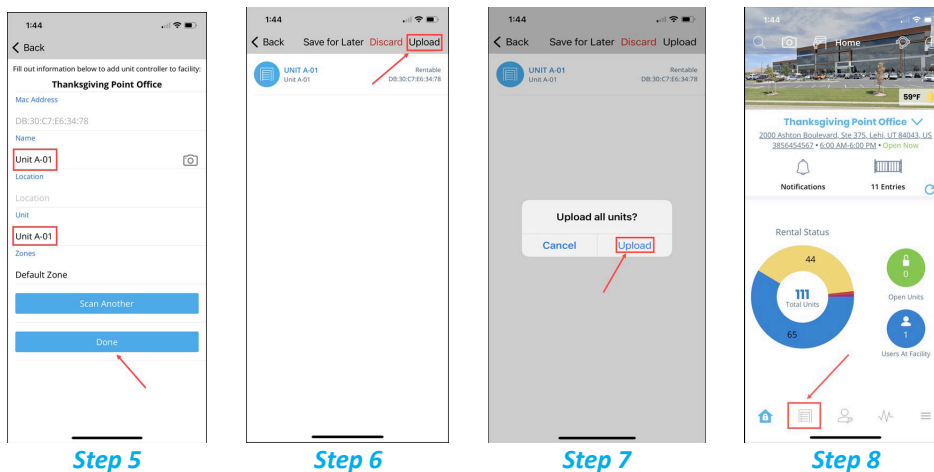 1:44
Back
Fill out information below to add unit controller to facility:
Thanksgiving Point Office
Mac Address
DB:30:C7:E6:34:78
Name
Unit A-01
Location
Location
Unit
Unit A-01
Zones
Default Zone
Scan Another
Done
Step 5
1:44
Back Save for Later Discard Upload
UNIT A-01 Rentable
Unit A-01 DB:30:C7:E6:34:78
Step 6
1:44
Back Save for Later Discard Upload
UNIT A-01 Rentable
Unit A-01 DB:30:C7:E6:34:78
Upload all units?
Cancel Upload
Step 7
1:44
Home
59°F
Thanksgiving Point Office
2000 Ashton Boulevard, Ste 375, Lehi, UT 84043, US
3856454567 • 6:00 AM-6:00 PM • Open Now
Notifications 11 Entries
Rental Status
44
111
Total Units
65
0
Open Units
1
Users At Facility
Step 8